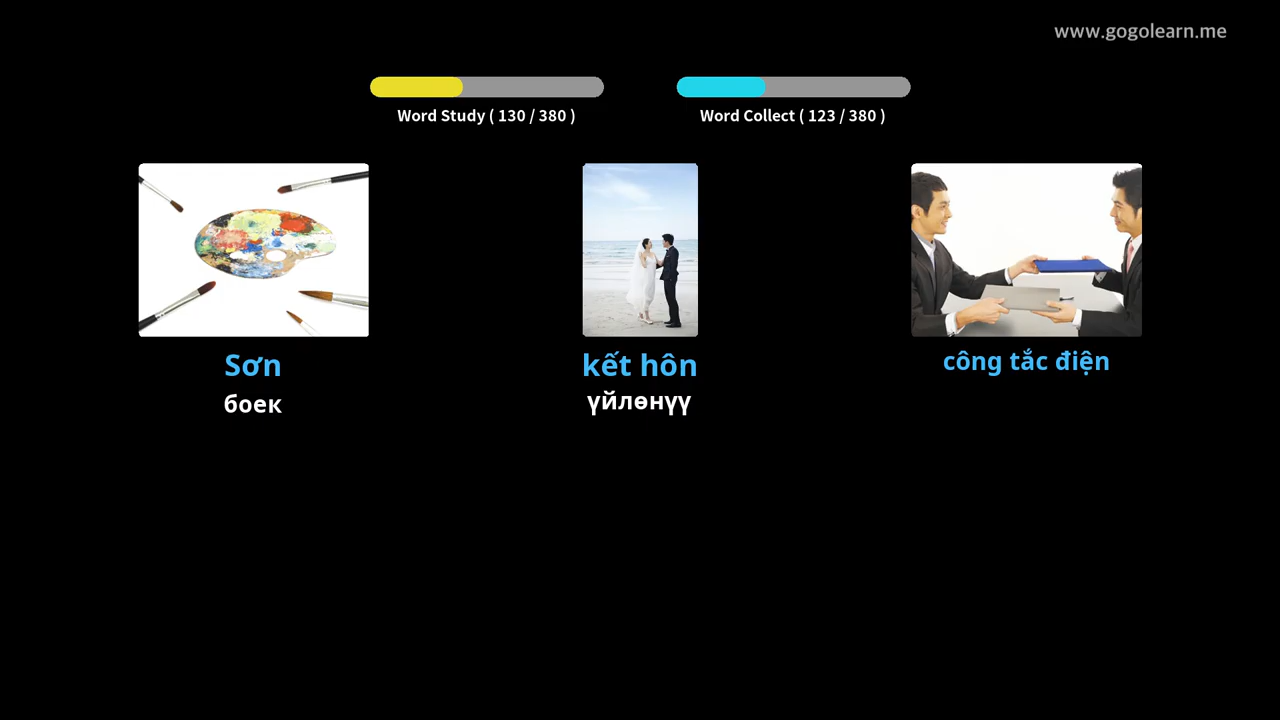 www.gogolearn.me
Word Study ( 130 / 380 )
Word Collect ( 123 / 380 )
Sơn
kết hôn
công tắc điện
боек
үйлөнүү